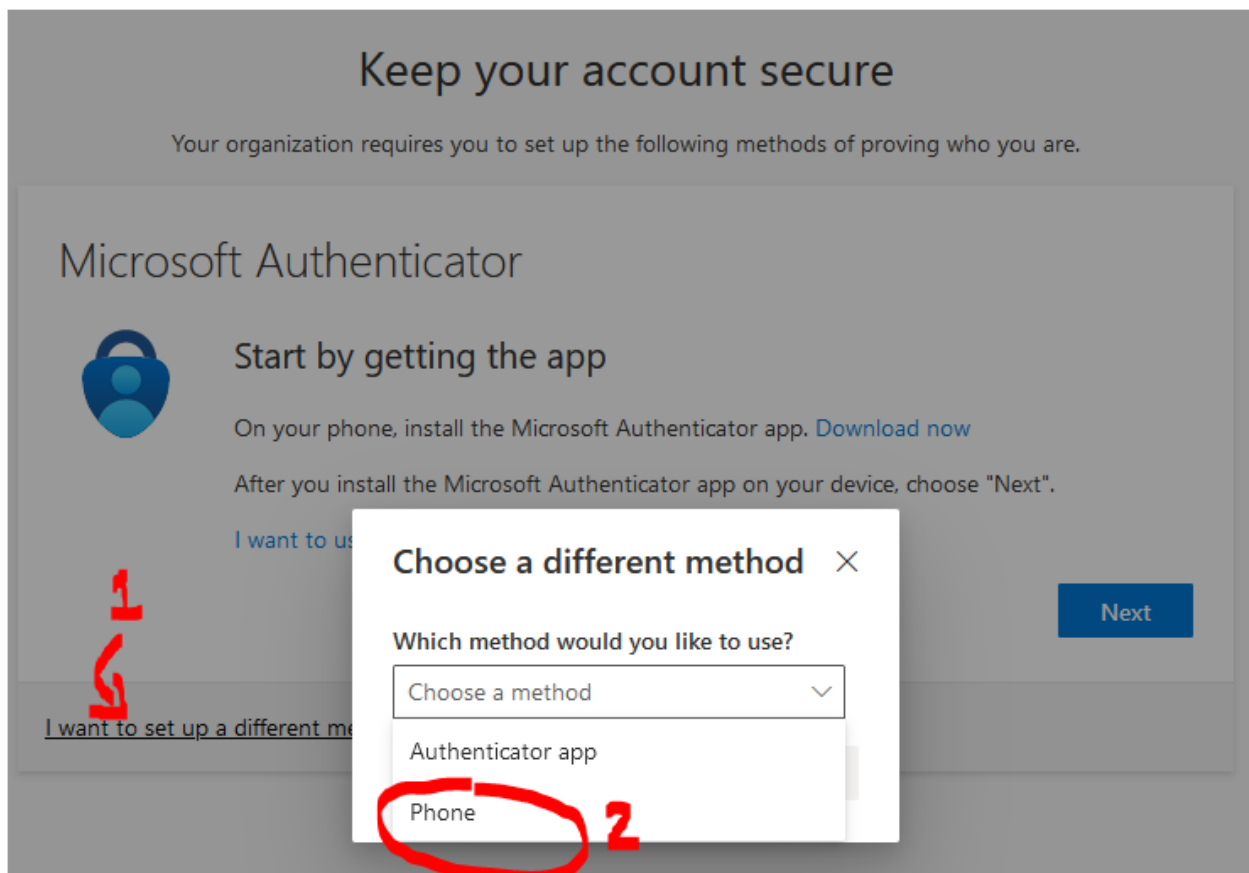 Keep your account secure
Your organization requires you to set up the following methods of proving who you are.
Microsoft Authenticator
Start by getting the app
On your phone, install the Microsoft Authenticator app. Download now
After you install the Microsoft Authenticator app on your device, choose "Next".
I want to us
Choose a different method
1
Next
Which method would you like to use?
Choose a method
I want to set up a different me
Authenticator app
Phone
2